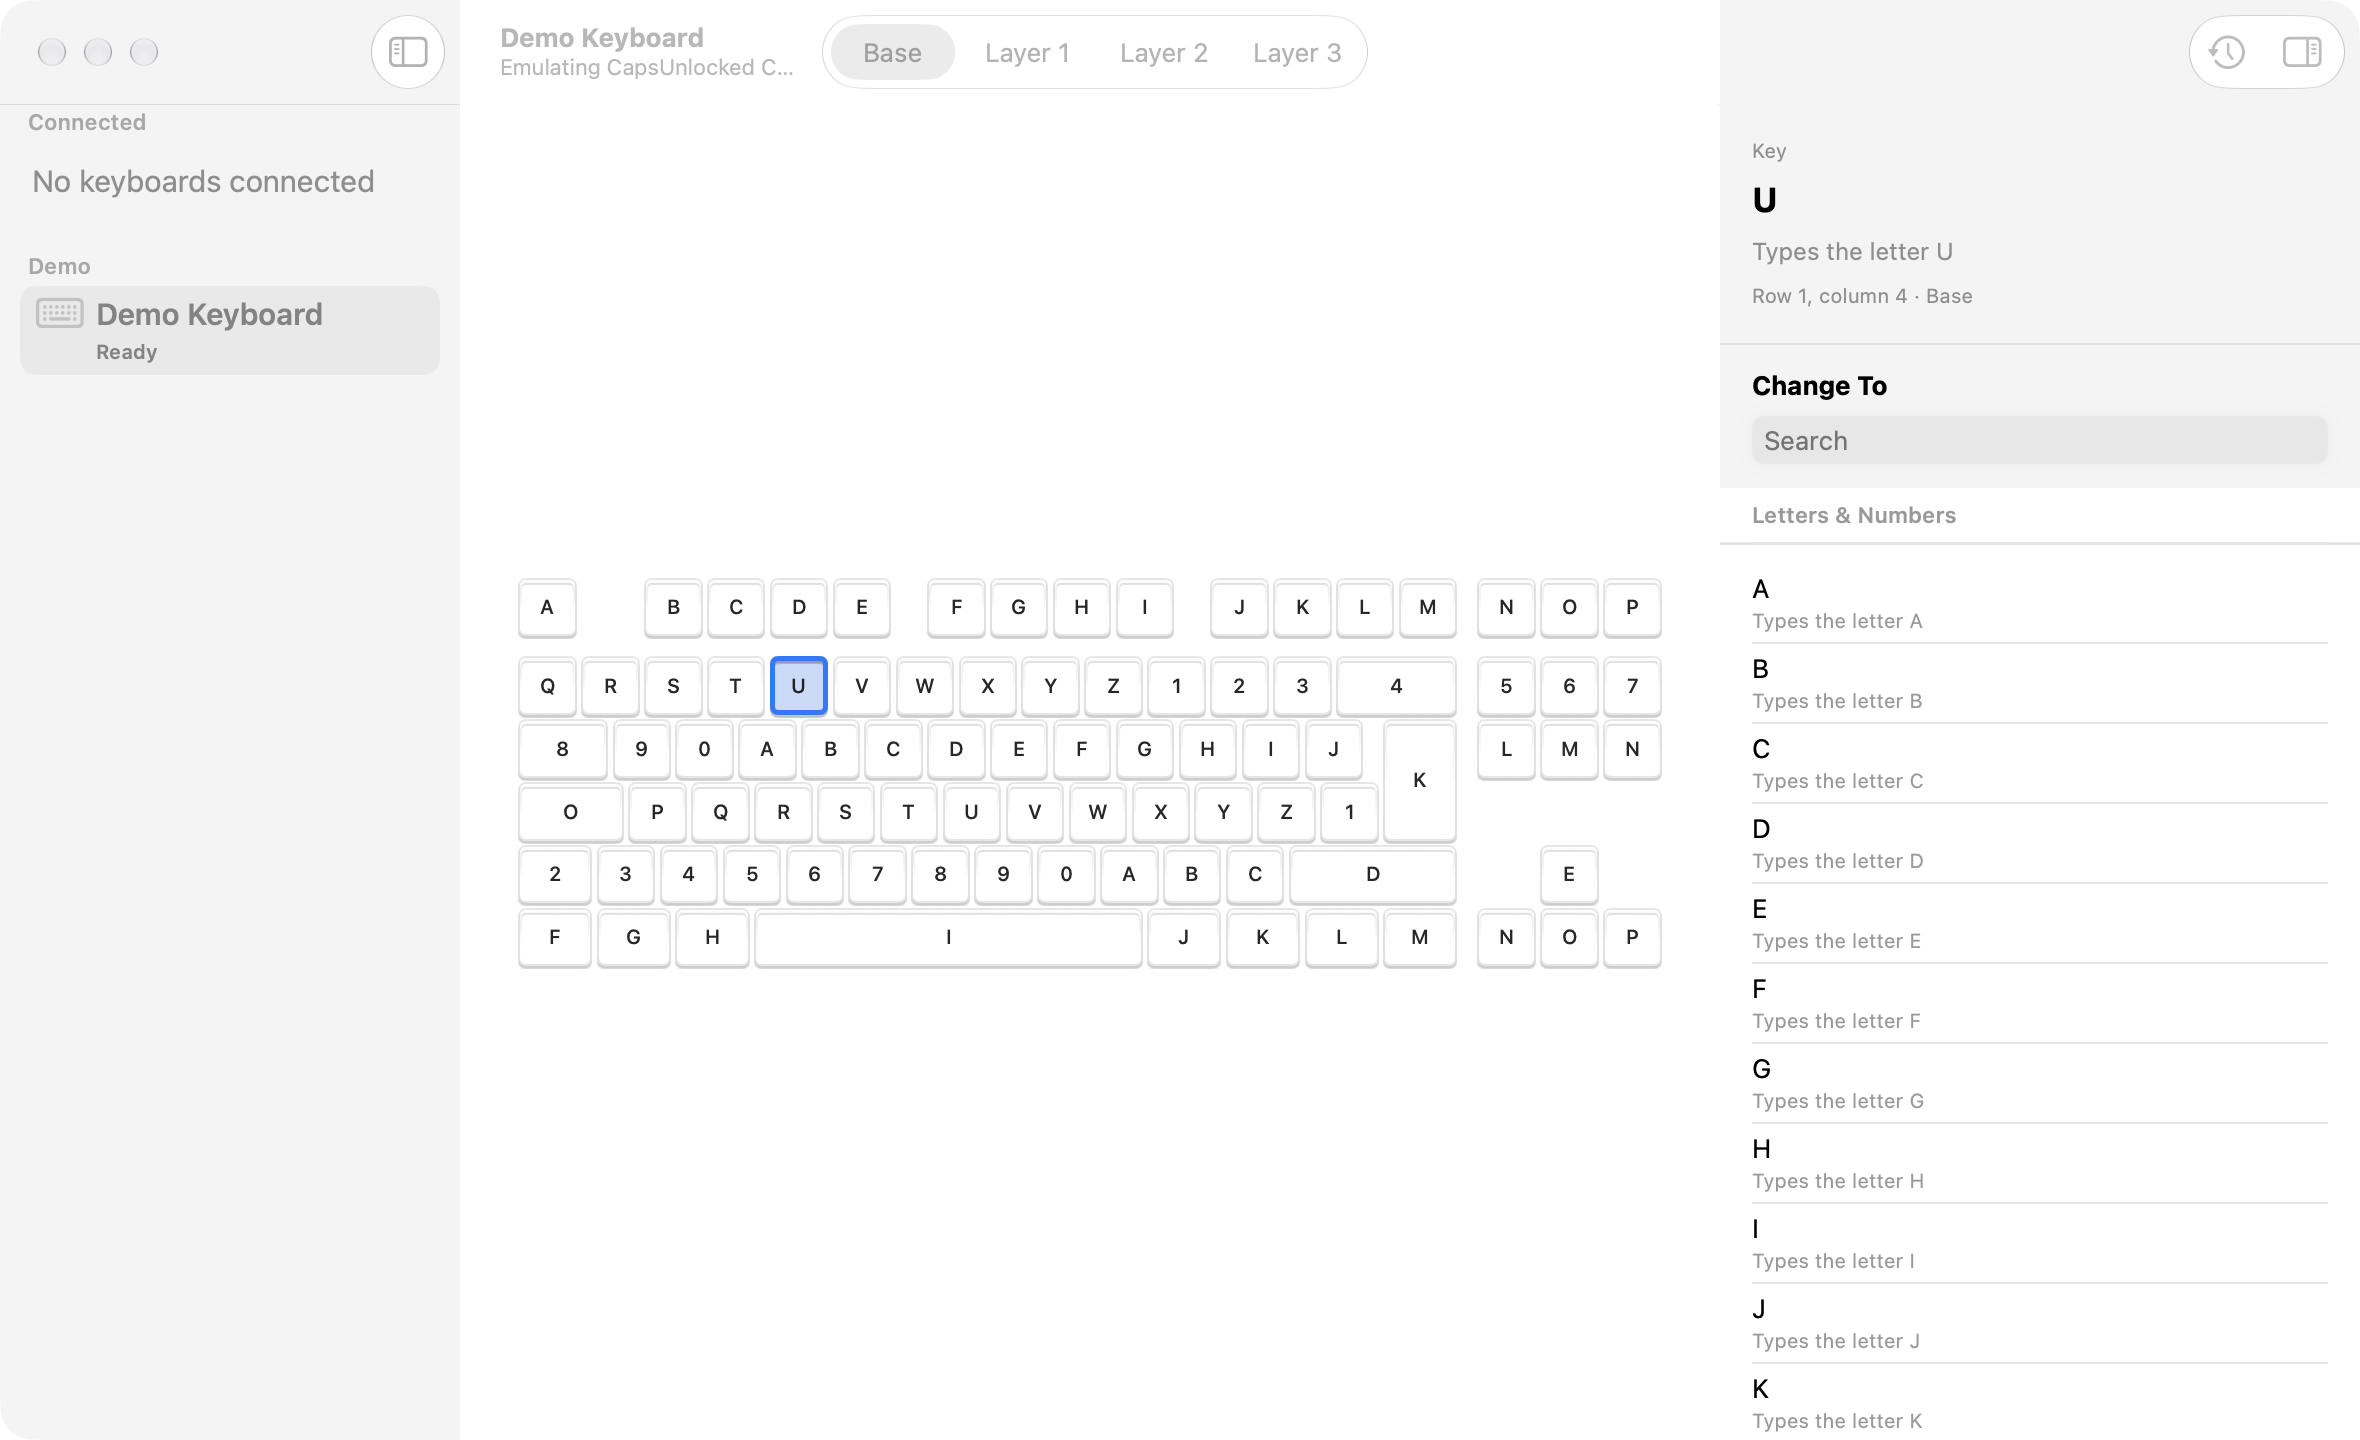 Demo Keyboard
Emulating CapsUnlocked C...
Base Layer 1 Layer 2 Layer 3
Connected
No keyboards connected
Demo
Demo Keyboard
Ready
A B C D E F G H I J K L M N O P
Q R S T U V W X Y Z 1 2 3 4 5 6 7
8 9 0 A B C D E F G H I J K L M N
O P Q R S T U V W X Y Z 1
2 3 4 5 6 7 8 9 0 A B C D E
F G H I J K L M N O P
Key
U
Types the letter U
Row 1, column 4 · Base
Change To
Search
Letters & Numbers
A
Types the letter A
B
Types the letter B
C
Types the letter C
D
Types the letter D
E
Types the letter E
F
Types the letter F
G
Types the letter G
H
Types the letter H
I
Types the letter I
J
Types the letter J
K
Types the letter K